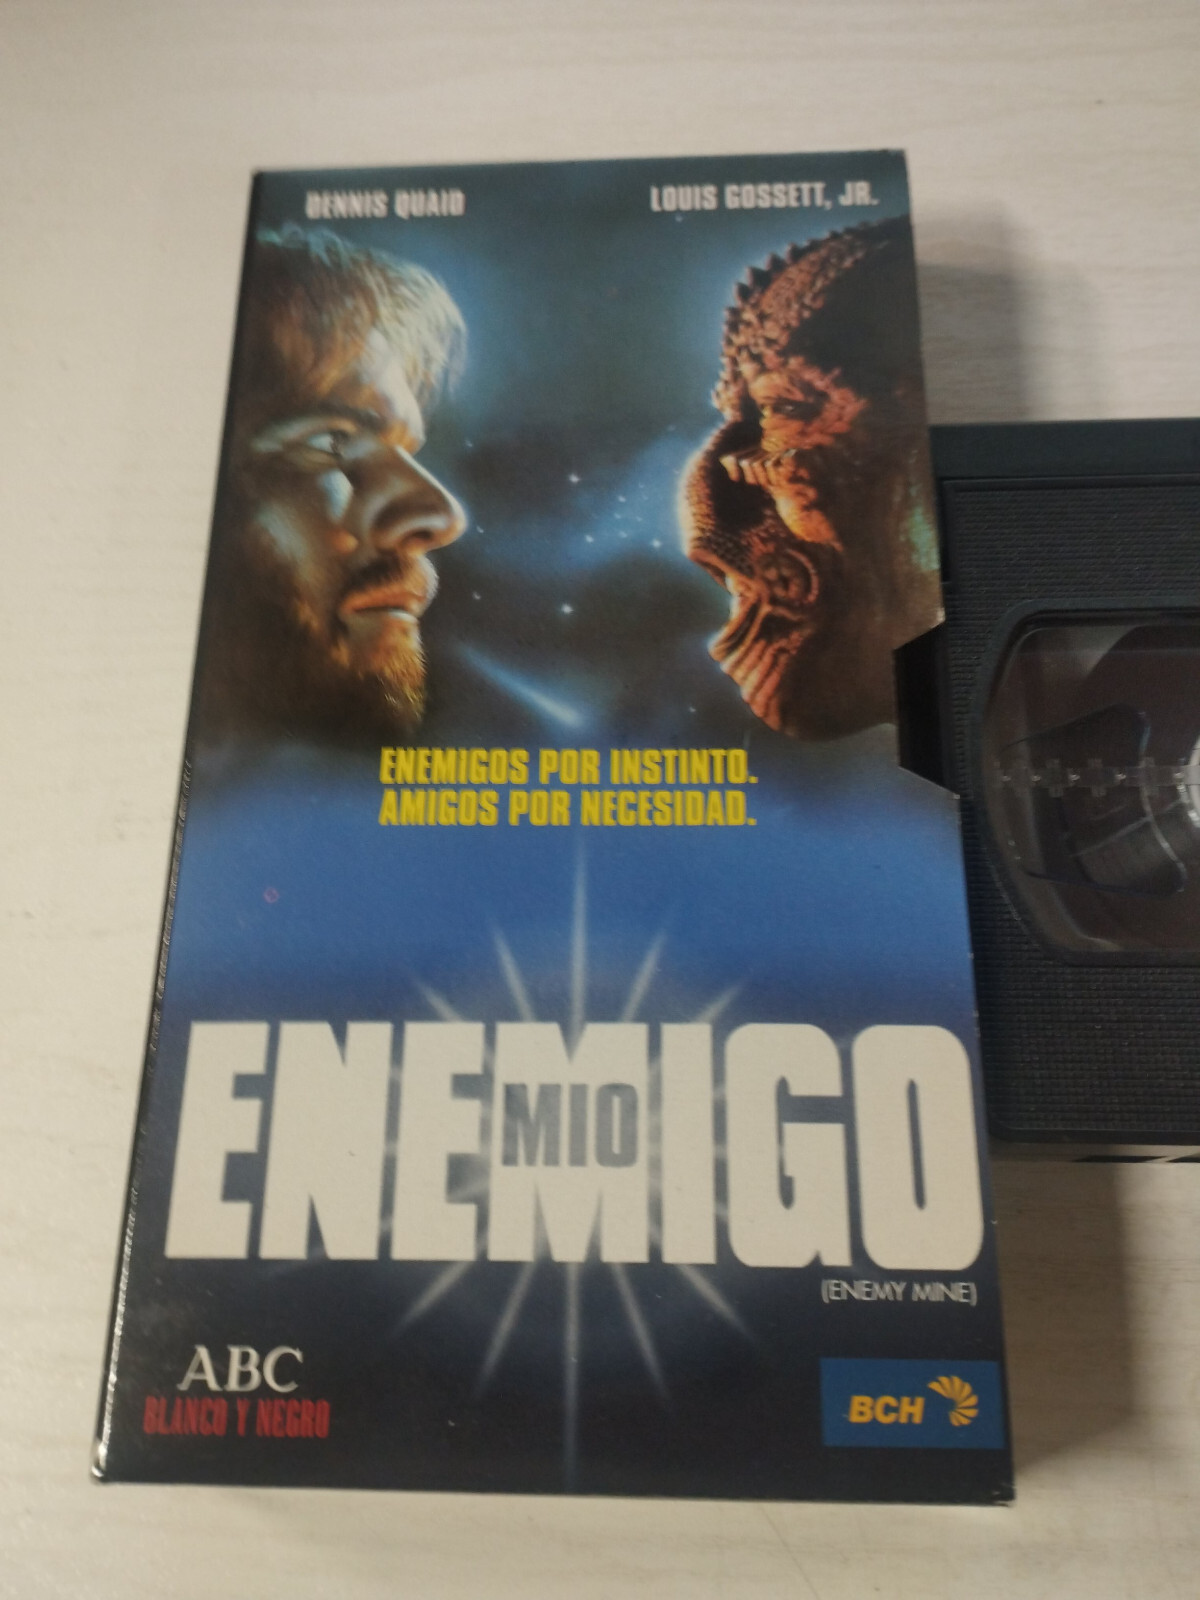 DENNIS QUAID
LOUIS GOSSETT, JR.
ENEMIGOS POR INSTINTO.
AMIGOS POR NECESIDAD.
ENEMIGO
MIO
(ENEMY MINE)
ABC
BLANCO Y NEGRO
BCH